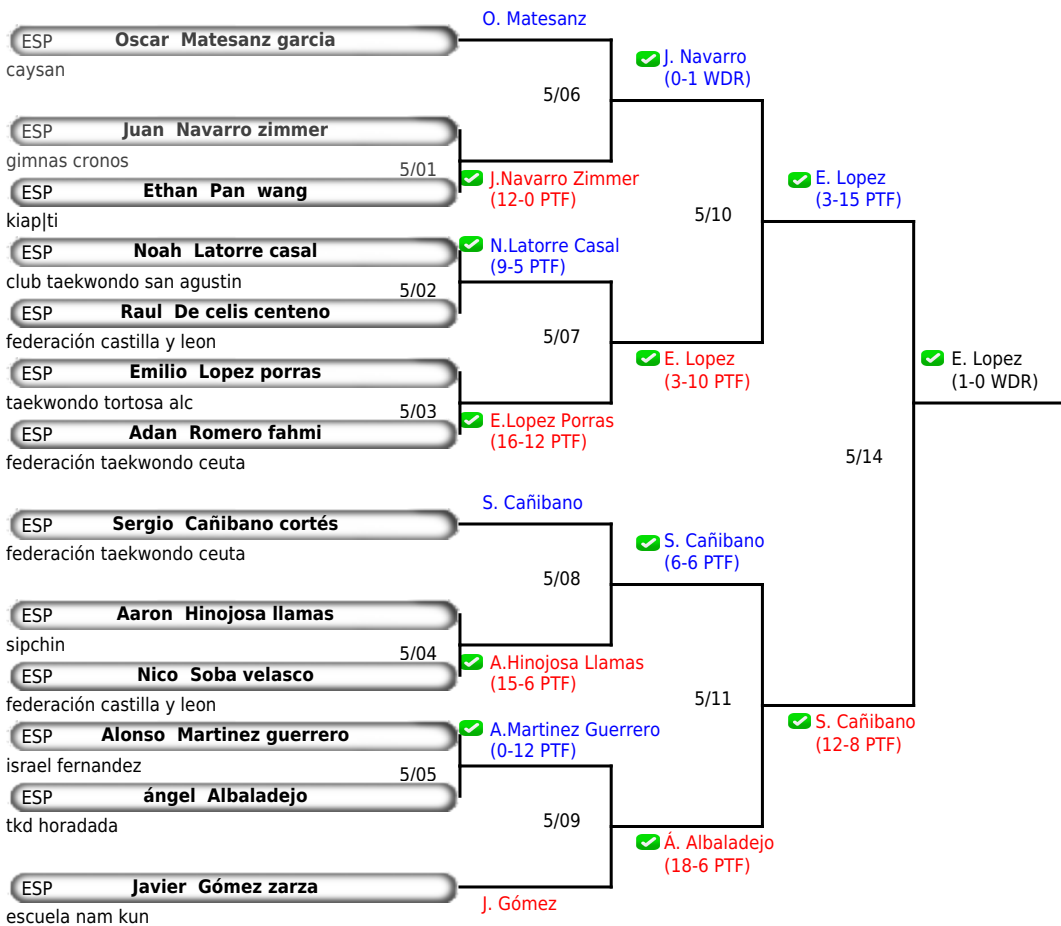 O. Matesanz
ESP Oscar Matesanz garcia
caysan
J. Navarro
(0-1 WDR)
5/06
ESP Juan Navarro zimmer
gimnas cronos
5/01
J.Navarro Zimmer
(12-0 PTF)
ESP Ethan Pan wang
kiap|ti
E. Lopez
(3-15 PTF)
5/10
ESP Noah Latorre casal
N.Latorre Casal
(9-5 PTF)
club taekwondo san agustin
5/02
ESP Raul De celis centeno
federación castilla y leon
5/07
E. Lopez
(3-10 PTF)
E. Lopez
(1-0 WDR)
ESP Emilio Lopez porras
taekwondo tortosa alc
5/03
E.Lopez Porras
(16-12 PTF)
ESP Adan Romero fahmi
federación taekwondo ceuta
5/14
S. Cañibano
ESP Sergio Cañibano cortés
federación taekwondo ceuta
S. Cañibano
(6-6 PTF)
5/08
ESP Aaron Hinojosa llamas
sipchin
5/04
A.Hinojosa Llamas
(15-6 PTF)
ESP Nico Soba velasco
federación castilla y leon
5/11
S. Cañibano
(12-8 PTF)
ESP Alonso Martinez guerrero
A.Martinez Guerrero
(0-12 PTF)
israel fernandez
5/05
ESP ángel Albaladejo
tkd horadada
5/09
Á. Albaladejo
(18-6 PTF)
ESP Javier Gómez zarza
J. Gómez
escuela nam kun